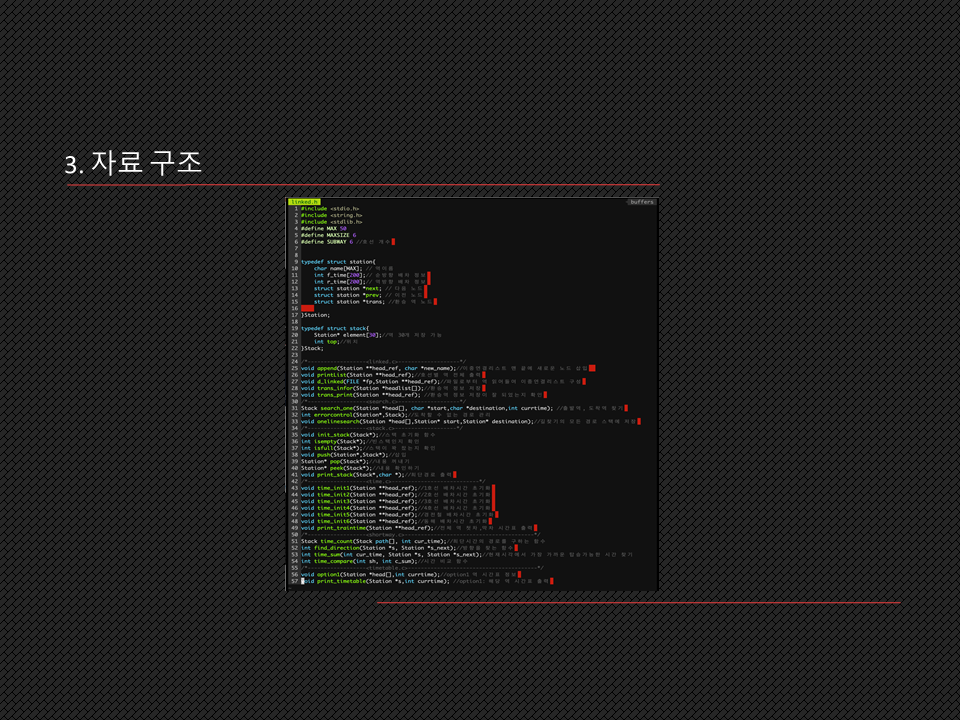 3. 자료 구조
linked.h
buffers
1 #include <stdio.h>
2 #include <string.h>
3 #include <stdlib.h>
4 #define MAX 50
5 #define MAXSIZE 6
6 #define SUBWAY 6 //호선 개수
7
8
9 typedef struct station{
10 char name[MAX]; // 역이름
11 int f_time[200];// 순방향 배차 정보
12 int r_time[200];// 역방향 배차 정보
13 struct station *next; // 다음 노드
14 struct station *prev; // 이전 노드
15 struct station *trans; //환승 역 노드
16
17 }Station;
18
19 typedef struct stack{
20 Station* element[30];//역 30개 저장 가능
21 int top;//위치
22 }Stack;
23
24 /*------------------<linked.c>-------------------*/
25 void append(Station **head_ref, char *new_name);//이중연결리스트 맨 끝에 새로운 노드 삽입
26 void printList(Station **head_ref);//호선별 역 전체 출력
27 void d_linked(FILE *fp,Station **head_ref);//파일로부터 역 읽어들여 이중연결리스트 구성
28 void trans_infor(Station *headlist[]);//환승역 정보 저장
29 void trans_print(Station **head_ref); //환승역 정보 저장이 잘 되었는지 확인
30 /*------------------<search.c>-------------------*/
31 Stack search_one(Station *head[], char *start,char *destination,int currtime); //출발역, 도착역 찾기
32 int errorcontrol(Station*,Stack);//도착할 수 없는 경로 관리
33 void onelinesearch(Station *head[],Station* start,Station* destination);//갈 모든 경로 스택에 저장
34 /*------------------<stack.c>-------------------*/
35 void init_stack(Stack*);//스택 초기화 함수
36 int isempty(Stack*);//빈스택인지 확인
37 int isfull(Stack*);//스택이 꽉 찼는지 확인
38 void push(Station*,Stack*);//삽입
39 Station* pop(Stack*);//내용 꺼내기
40 Station* peek(Stack*);//내용 확인하기
41 void print_stack(Stack*,char *);//최단경로 출력
42 /*------------------<time.c>-------------------*/
43 void time_init1(Station **head_ref);//1호선 배차시간 초기화
44 void time_init2(Station **head_ref);//2호선 배차시간 초기화
45 void time_init3(Station **head_ref);//3호선 배차시간 초기화
46 void time_init4(Station **head_ref);//4호선 배차시간 초기화
47 void time_init5(Station **head_ref);//경전철 배차시간 초기화
48 void time_init6(Station **head_ref);//동해 배차시간 초기화
49 void print_traintime(Station **head_ref);//전체 역 첫차,막차 시간표 출력
50 /*------------------<shortway.c>-------------------*/
51 Stack time_count(Stack path[], int cur_time);//최단시간의 경로를 구하는 함수
52 int find_direction(Station *s, Station *s_next);//방향을 찾는 함수
53 int time_sum(int cur_time, Station *s, Station *s_next);//현재시각에서 가장 가까운 탑승가능한 시간 찾기
54 int time_compare(int sh, int c_sum);//시간 비교 함수
55 /*------------------<timetable.c>-------------------*/
56 void option1(Station *head[],int currtime);//option1 역 시간표 정보
57 void print_timetable(Station *s,int currtime); //option1: 해당 역 시간표 출력